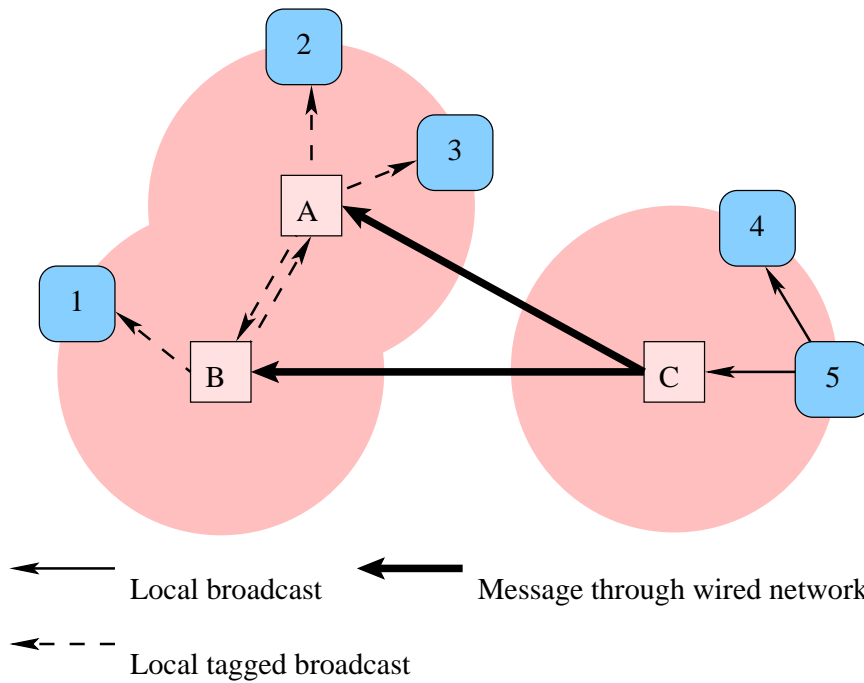 2
3
A
4
1
B
C
5
Local broadcast
Message through wired network
Local tagged broadcast